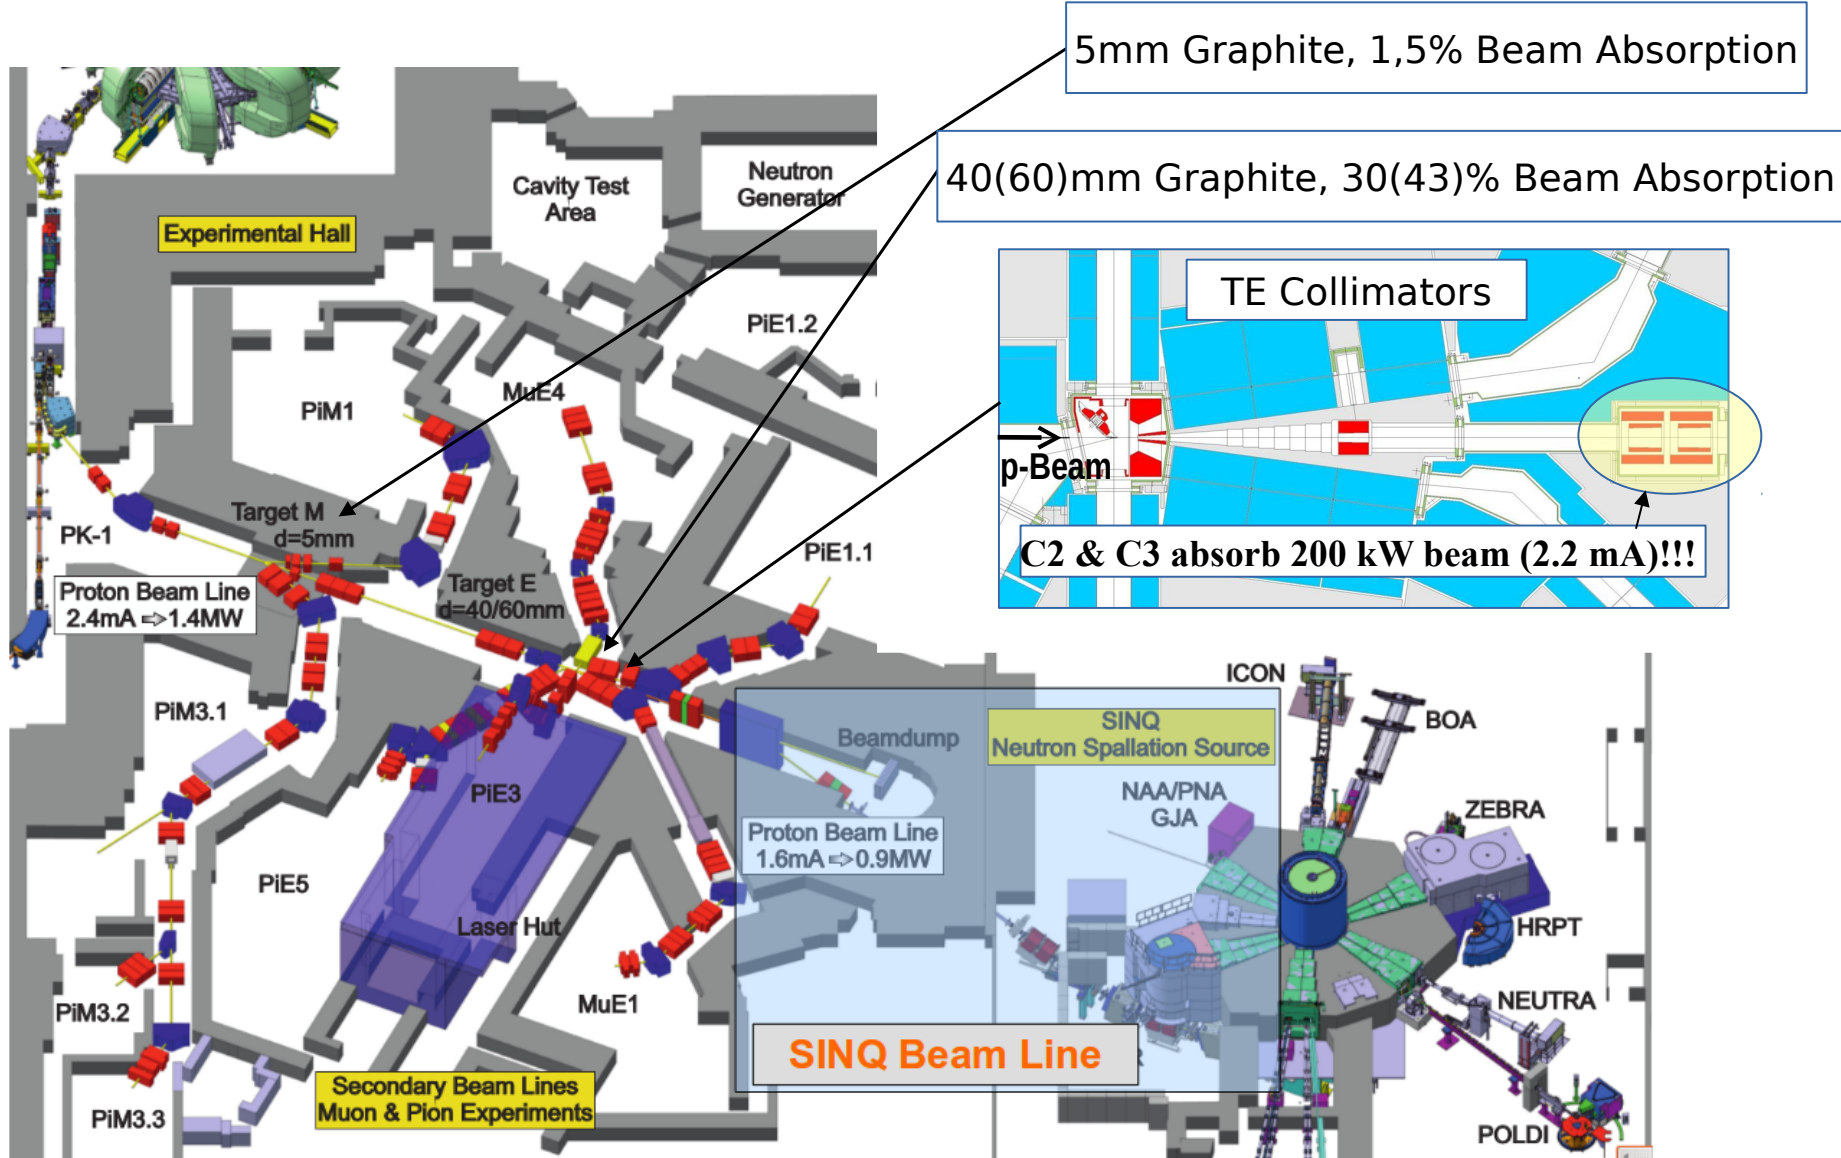 5mm Graphite, 1,5% Beam Absorption
40(60)mm Graphite, 30(43)% Beam Absorption
Cavity Test
Area
Neutron
Generator
Experimental Hall
TE Collimators
PiE1.2
MuE4
PiM1
p-Beam
Target M
d=5mm
PK-1
PiE1.1
C2 & C3 absorb 200 kW beam (2.2 mA)!!!
Target E
d=40/60mm
Proton Beam Line
2.4mA ⇨1.4MW
ICON
PiM3.1
BOA
SINQ
Neutron Spallation Source
Beamdump
PiE3
NAA/PNA
GJA
ZEBRA
Proton Beam Line
1.6mA ⇨0.9MW
PiE5
Laser Hut
HRPT
PiM3.2
MuE1
NEUTRA
SINQ Beam Line
R
Secondary Beam Lines
Muon & Pion Experiments
PiM3.3
POLDI